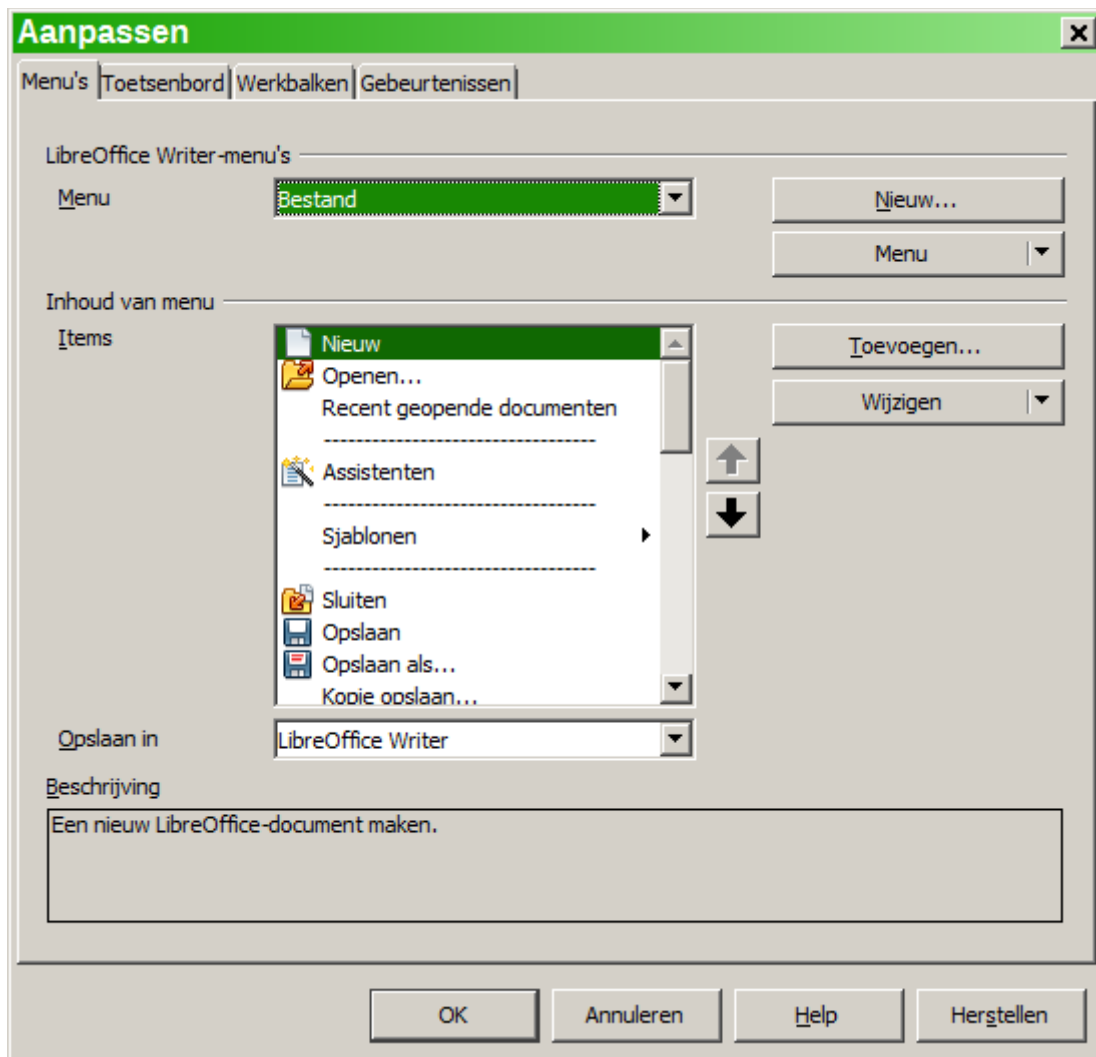 Aanpassen
Menu's Toetsenbord Werkbalken Gebeurtenissen
LibreOffice Writer-menu's
Menu Bestand Nieuw...
Menu
Inhoud van menu
Items Nieuw Toevoegen...
Openen...
Recent geopende documenten Wijzigen
----------------------------------
Assistenten
----------------------------------
Sjablonen
----------------------------------
Sluiten
Opslaan
Opslaan als...
Kopie opslaan...
Opslaan in LibreOffice Writer
Beschrijving
Een nieuw LibreOffice-document maken.
OK Annuleren Help Herstellen